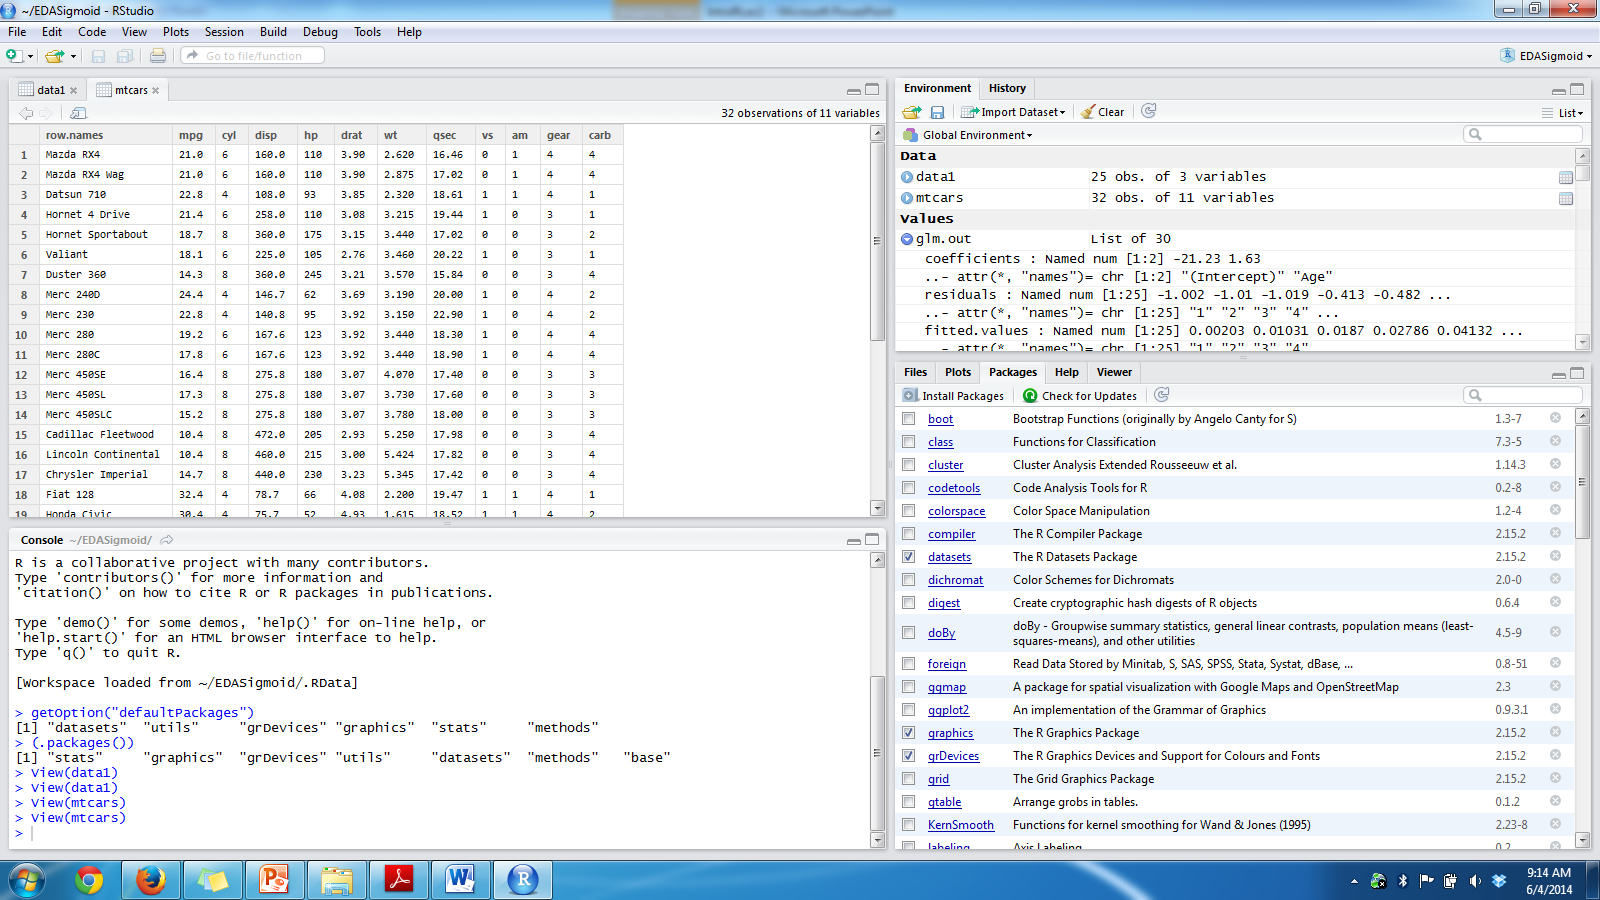 ~/EDASigmoid - RStudio
File Edit Code View Plots Session Build Debug Tools Help
Go to file/function
EDASigmoid
data1 mtcars
32 observations of 11 variables
row.names mpg cyl disp hp drat wt qsec vs am gear carb
1 Mazda RX4 21.0 6 160.0 110 3.90 2.620 16.46 0 1 4 4
2 Mazda RX4 Wag 21.0 6 160.0 110 3.90 2.875 17.02 0 1 4 4
3 Datsun 710 22.8 4 108.0 93 3.85 2.320 18.61 1 1 4 1
4 Hornet 4 Drive 21.4 6 258.0 110 3.08 3.215 19.44 1 0 3 1
5 Hornet Sportabout 18.7 8 360.0 175 3.15 3.440 17.02 0 0 3 2
6 Valiant 18.1 6 225.0 105 2.76 3.460 20.22 1 0 3 1
7 Duster 360 14.3 8 360.0 245 3.21 3.570 15.84 0 0 3 4
8 Merc 240D 24.4 4 146.7 62 3.69 3.190 20.00 1 0 4 2
9 Merc 230 22.8 4 140.8 95 3.92 3.150 22.90 1 0 4 2
10 Merc 280 19.2 6 167.6 123 3.92 3.440 18.30 1 0 4 4
11 Merc 280C 17.8 6 167.6 123 3.92 3.440 18.90 1 0 4 4
12 Merc 450SE 16.4 8 275.8 180 3.07 4.070 17.40 0 0 3 3
13 Merc 450SL 17.3 8 275.8 180 3.07 3.730 17.60 0 0 3 3
14 Merc 450SLC 15.2 8 275.8 180 3.07 3.780 18.00 0 0 3 3
15 Cadillac Fleetwood 10.4 8 472.0 205 2.93 5.250 17.98 0 0 3 4
16 Lincoln Continental 10.4 8 460.0 215 3.00 5.424 17.82 0 0 3 4
17 Chrysler Imperial 14.7 8 440.0 230 3.23 5.345 17.42 0 0 3 4
18 Fiat 128 32.4 4 78.7 66 4.08 2.200 19.47 1 1 4 1
19 Honda Civic 30.4 4 75.7 52 4.93 1.615 18.52 1 1 4 2
Console ~/EDASigmoid/
R is a collaborative project with many contributors.
Type 'contributors()' for more information and
'citation()' on how to cite R or R packages in publications.
Type 'demo()' for some demos, 'help()' for on-line help, or
'help.start()' for an HTML browser interface to help.
Type 'q()' to quit R.
[Workspace loaded from ~/EDASigmoid/.RData]
> getOption("defaultPackages")
[1] "datasets" "utils" "grDevices" "graphics" "stats" "methods"
> (.packages())
[1] "stats" "graphics" "grDevices" "utils" "datasets" "methods" "base"
> View(data1)
> View(data1)
> View(mtcars)
> View(mtcars)
>
Environment History
Import Dataset Clear List
Global Environment
Data
data1 25 obs. of 3 variables
mtcars 32 obs. of 11 variables
Values
glm.out List of 30
coefficients : Named num [1:2] -21.23 1.63
..- attr(*, "names")= chr [1:2] "(Intercept)" "Age"
residuals : Named num [1:25] -1.002 -1.01 -1.019 -0.413 -0.482 ...
..- attr(*, "names")= chr [1:25] "1" "2" "3" "4" ...
fitted.values : Named num [1:25] 0.00203 0.01031 0.0187 0.02786 0.04132 ...
..- attr(*, "names")= chr [1:25] "1" "2" "3" "4"
Files Plots Packages Help Viewer
Install Packages Check for Updates
boot Bootstrap Functions (originally by Angelo Canty for S) 1.3-7
class Functions for Classification 7.3-5
cluster Cluster Analysis Extended Rousseeuw et al. 1.14.3
codetools Code Analysis Tools for R 0.2-8
colorspace Color Space Manipulation 1.2-4
compiler The R Compiler Package 2.15.2
datasets The R Datasets Package 2.15.2
dichromat Color Schemes for Dichromats 2.0-0
digest Create cryptographic hash digests of R objects 0.6.4
doBy doBy - Groupwise summary statistics, general linear contrasts, population means (least-
squares-means), and other utilities 4.5-9
foreign Read Data Stored by Minitab, S, SAS, SPSS, Stata, Systat, dBase, ... 0.8-51
ggmap A package for spatial visualization with Google Maps and OpenStreetMap 2.3
ggplot2 An implementation of the Grammar of Graphics 0.9.3.1
graphics The R Graphics Package 2.15.2
grDevices The R Graphics Devices and Support for Colours and Fonts 2.15.2
grid The Grid Graphics Package 2.15.2
gtable Arrange grobs in tables. 0.1.2
KernSmooth Functions for kernel smoothing for Wand & Jones (1995) 2.23-8
labeling Axis Labeling 0.2
9:14 AM
6/4/2014